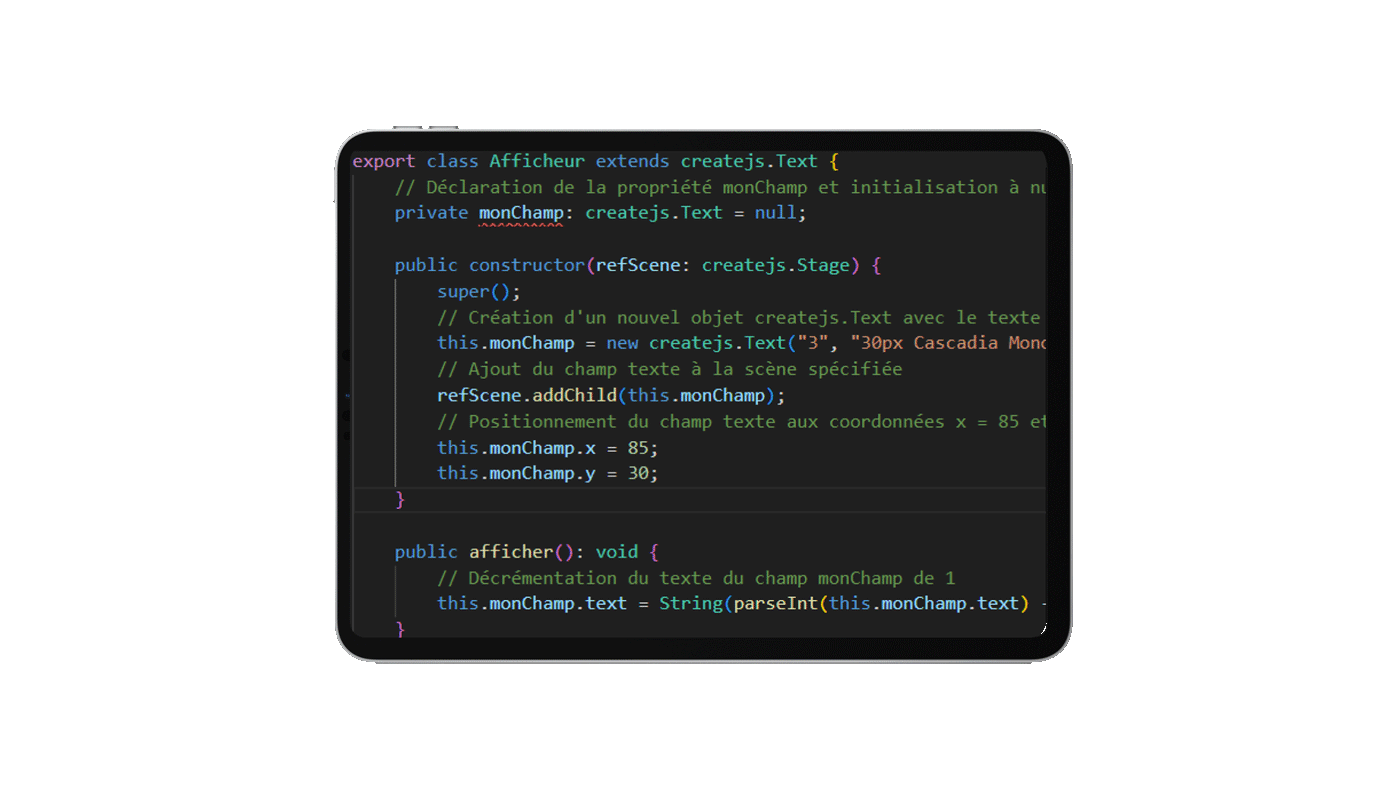 export class Afficheur extends createjs.Text {
// Déclaration de la propriété monChamp et initialisation à
private monChamp: createjs.Text = null;
public constructor(refScene: createjs.Stage) {
super();
// Création d'un nouvel objet createjs.Text avec le texte
this.monChamp = new createjs.Text("3", "30px Cascadia
// Ajout du champ texte à la scène spécifiée
refScene.addChild(this.monChamp);
// Positionnement du champ texte aux coordonnées x = 85 et
this.monChamp.x = 85;
this.monChamp.y = 30;
}
public afficher(): void {
// Décrémentation du texte du champ monChamp de 1
this.monChamp.text = String(parseInt(this.monChamp.text) -
}